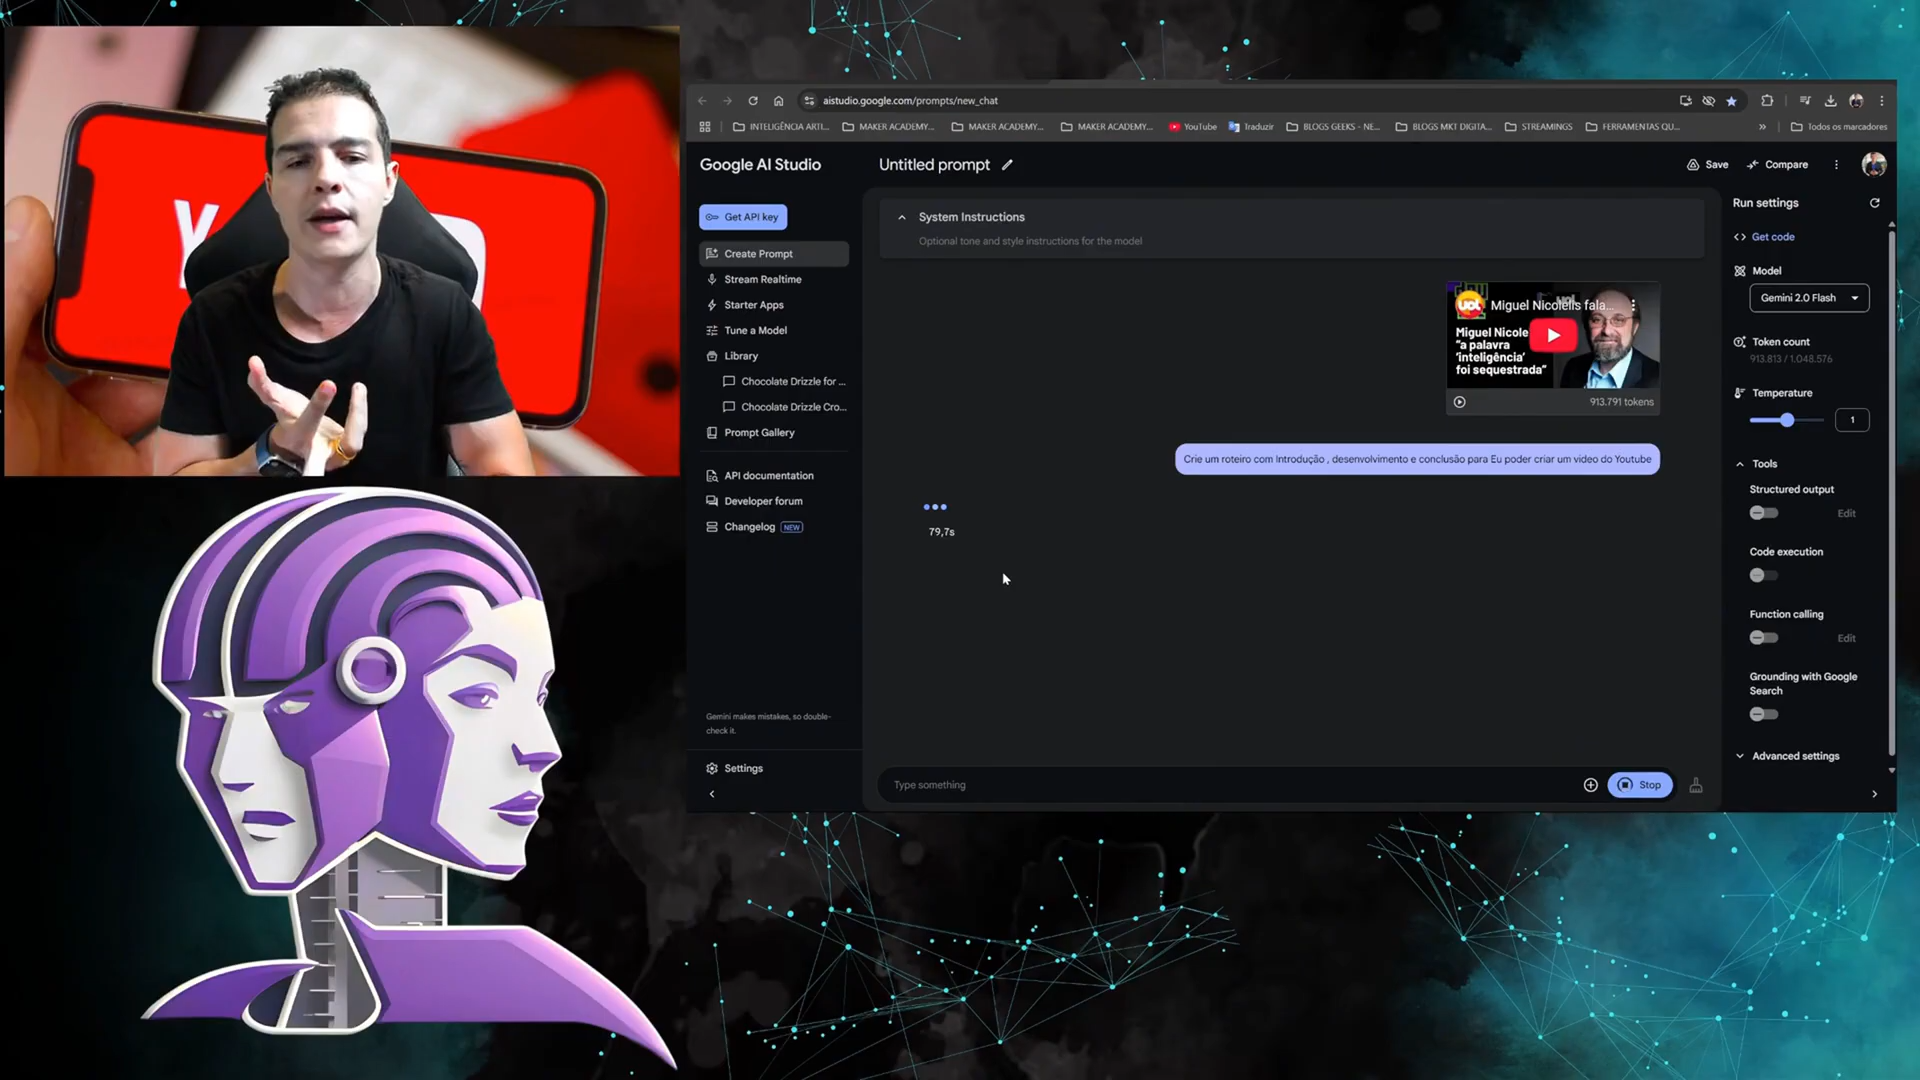 aistudio.google.com/prompts/new_chat
INTELIGÊNCIA ARTI...
MAKER ACADEMY...
MAKER ACADEMY...
MAKER ACADEMY...
YouTube
Traduzir
BLOGS GEEKS - NE...
BLOGS MKT DIGITA...
STREAMINGS
FERRAMENTAS QU...
»
Todos os marcadores
Google AI Studio
Untitled prompt
Save
Compare
Get API key
Create Prompt
Stream Realtime
Starter Apps
Tune a Model
Library
Chocolate Drizzle for ...
Chocolate Drizzle Cro...
Prompt Gallery
API documentation
Developer forum
Changelog NEW
Gemini makes mistakes, so double-
check it.
Settings
System Instructions
Optional tone and style instructions for the model
uol
Miguel Nicolelis fala...
Miguel Nicole
"a palavra
'inteligência'
foi sequestrada"
913.791 tokens
Crie um roteiro com Introdução , desenvolvimento e conclusão para Eu poder criar um video do Youtube
79,7s
Type something
Stop
Run settings
Get code
Model
Gemini 2.0 Flash
Token count
913.813 / 1.048.576
Temperature
1
Tools
Structured output
Edit
Code execution
Function calling
Edit
Grounding with Google
Search
Advanced settings